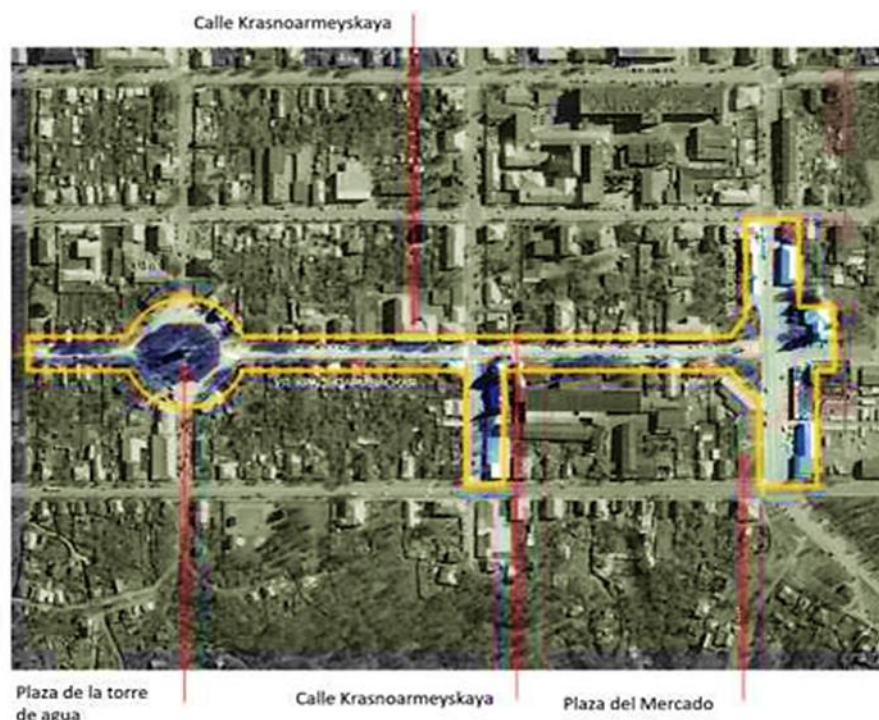 Calle Krasnoarmeyskaya
Plaza de la torre
de agua
Calle Krasnoarmeyskaya
Plaza del Mercado